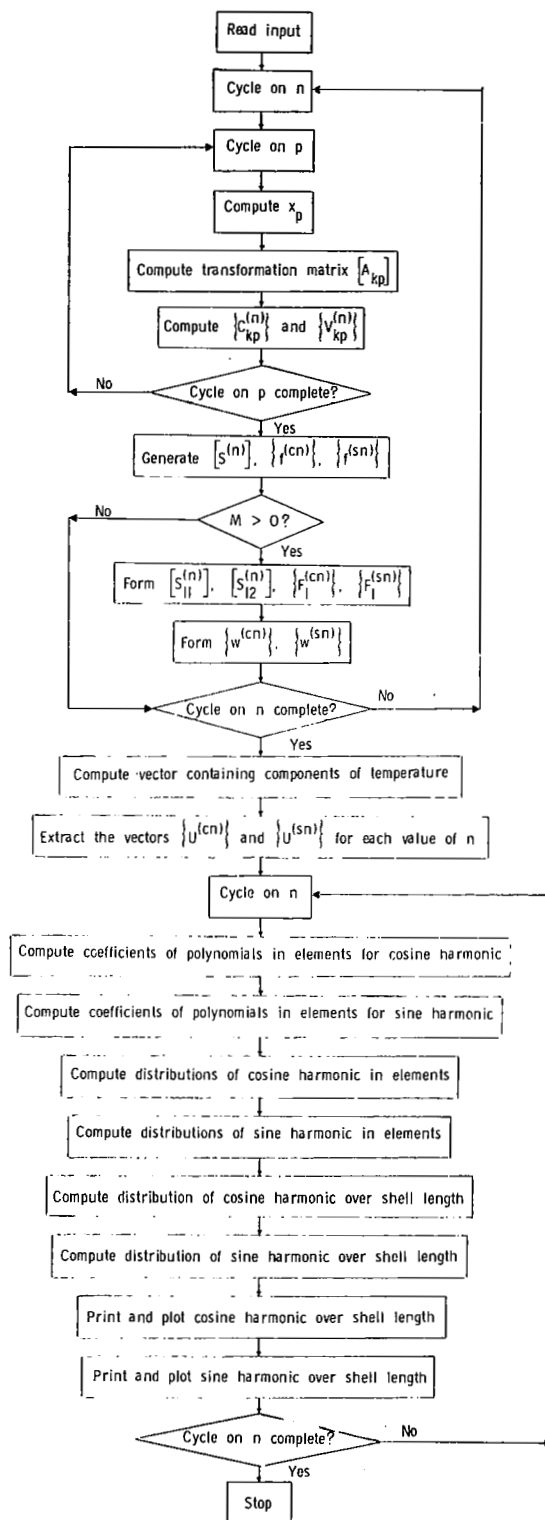 Read input
Cycle on n
Cycle on p
Compute x_p
Compute transformation matrix [A_kp]
Compute {C_kp^(n)} and {V_kp^(n)}
No
Cycle on p complete?
Yes
Generate [S^(n)], {f^(cn)}, {f^(sn)}
No
M > 0?
Yes
Form [S_11^(n)], [S_12^(n)], {F_1^(cn)}, {F_1^(sn)}
Form {w^(cn)}, {w^(sn)}
Cycle on n complete?
No
Yes
Compute vector containing components of temperature
Extract the vectors {U^(cn)} and {U^(sn)} for each value of n
Cycle on n
Compute coefficients of polynomials in elements for cosine harmonic
Compute coefficients of polynomials in elements for sine harmonic
Compute distributions of cosine harmonic in elements
Compute distributions of sine harmonic in elements
Compute distribution of cosine harmonic over shell length
Compute distribution of sine harmonic over shell length
Print and plot cosine harmonic over shell length
Print and plot sine harmonic over shell length
Cycle on n complete?
No
Yes
Stop